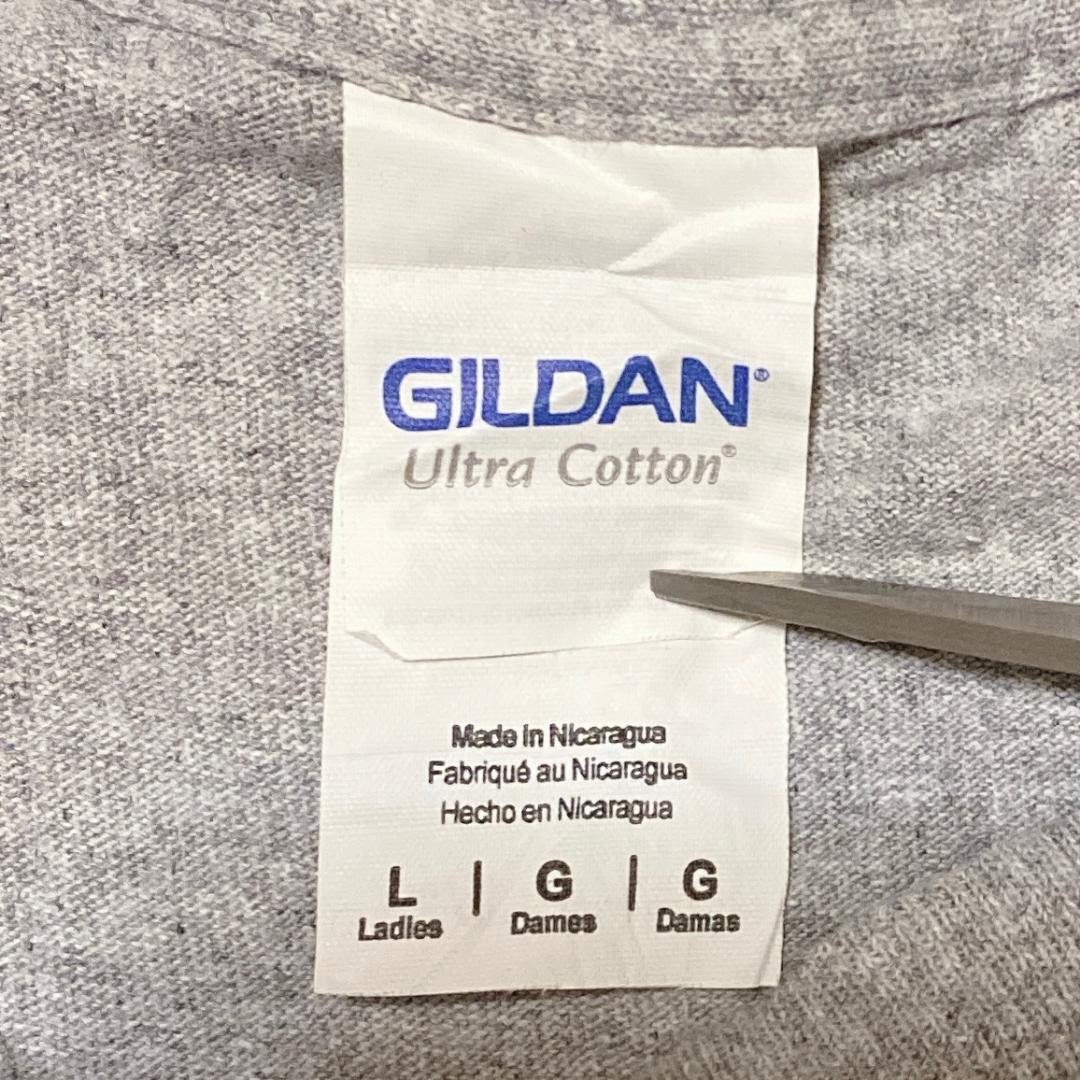 GILDAN®
Ultra Cotton®
Made in Nicaragua
Fabriqué au Nicaragua
Hecho en Nicaragua
L | G | G
Ladies Dames Damas